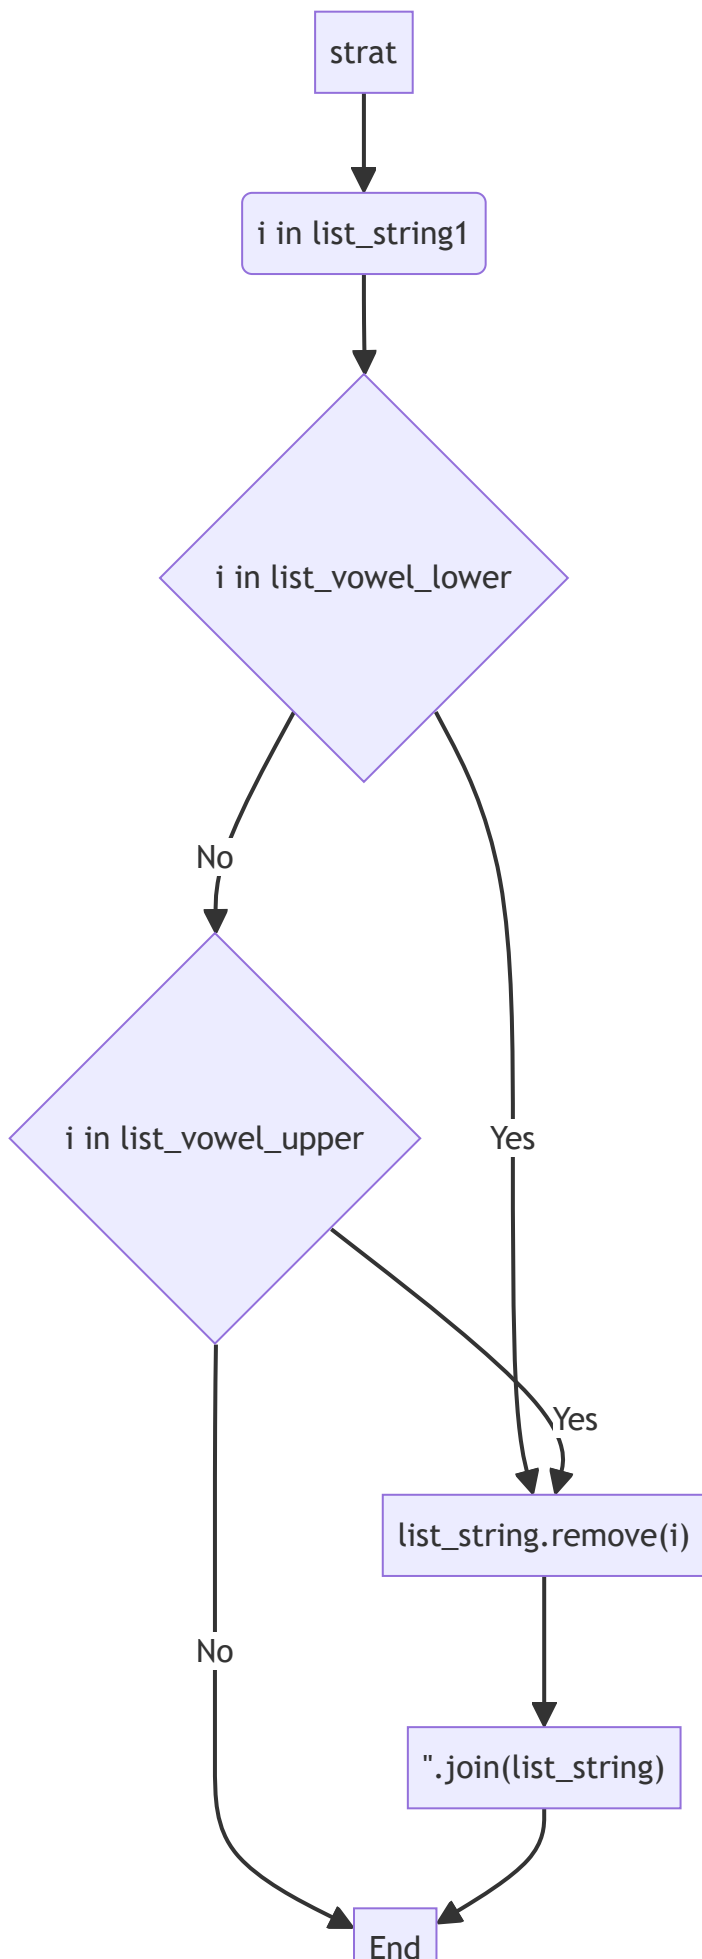 strat
i in list_string1
i in list_vowel_lower
No
i in list_vowel_upper
Yes
Yes
list_string.remove(i)
No
".join(list_string)
End